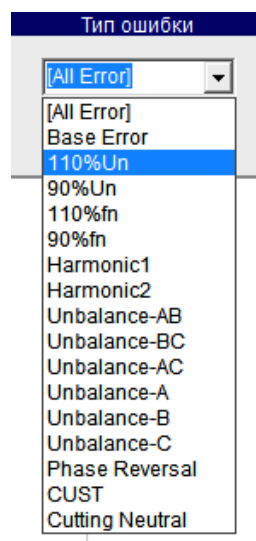 Тип ошибки
[All Error]
[All Error]
Base Error
110%Un
90%Un
110%fn
90%fn
Harmonic1
Harmonic2
Unbalance-AB
Unbalance-BC
Unbalance-AC
Unbalance-A
Unbalance-B
Unbalance-C
Phase Reversal
CUST
Cutting Neutral